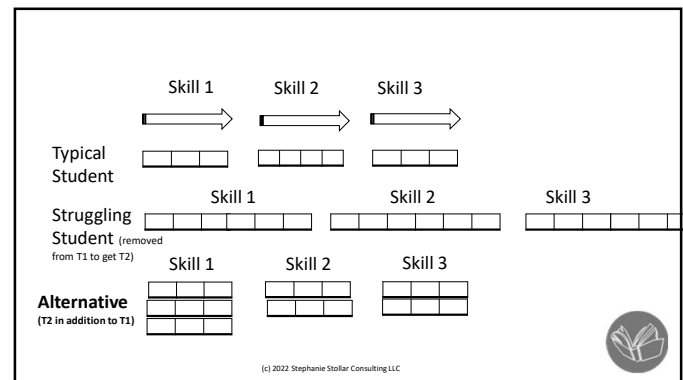 Skill 1 Skill 2 Skill 3
Typical
Student
Skill 1 Skill 2 Skill 3
Struggling
Student (removed
from T1 to get T2)
Skill 1 Skill 2 Skill 3
Alternative
(T2 in addition to T1)
(c) 2022 Stephanie Stollar Consulting LLC